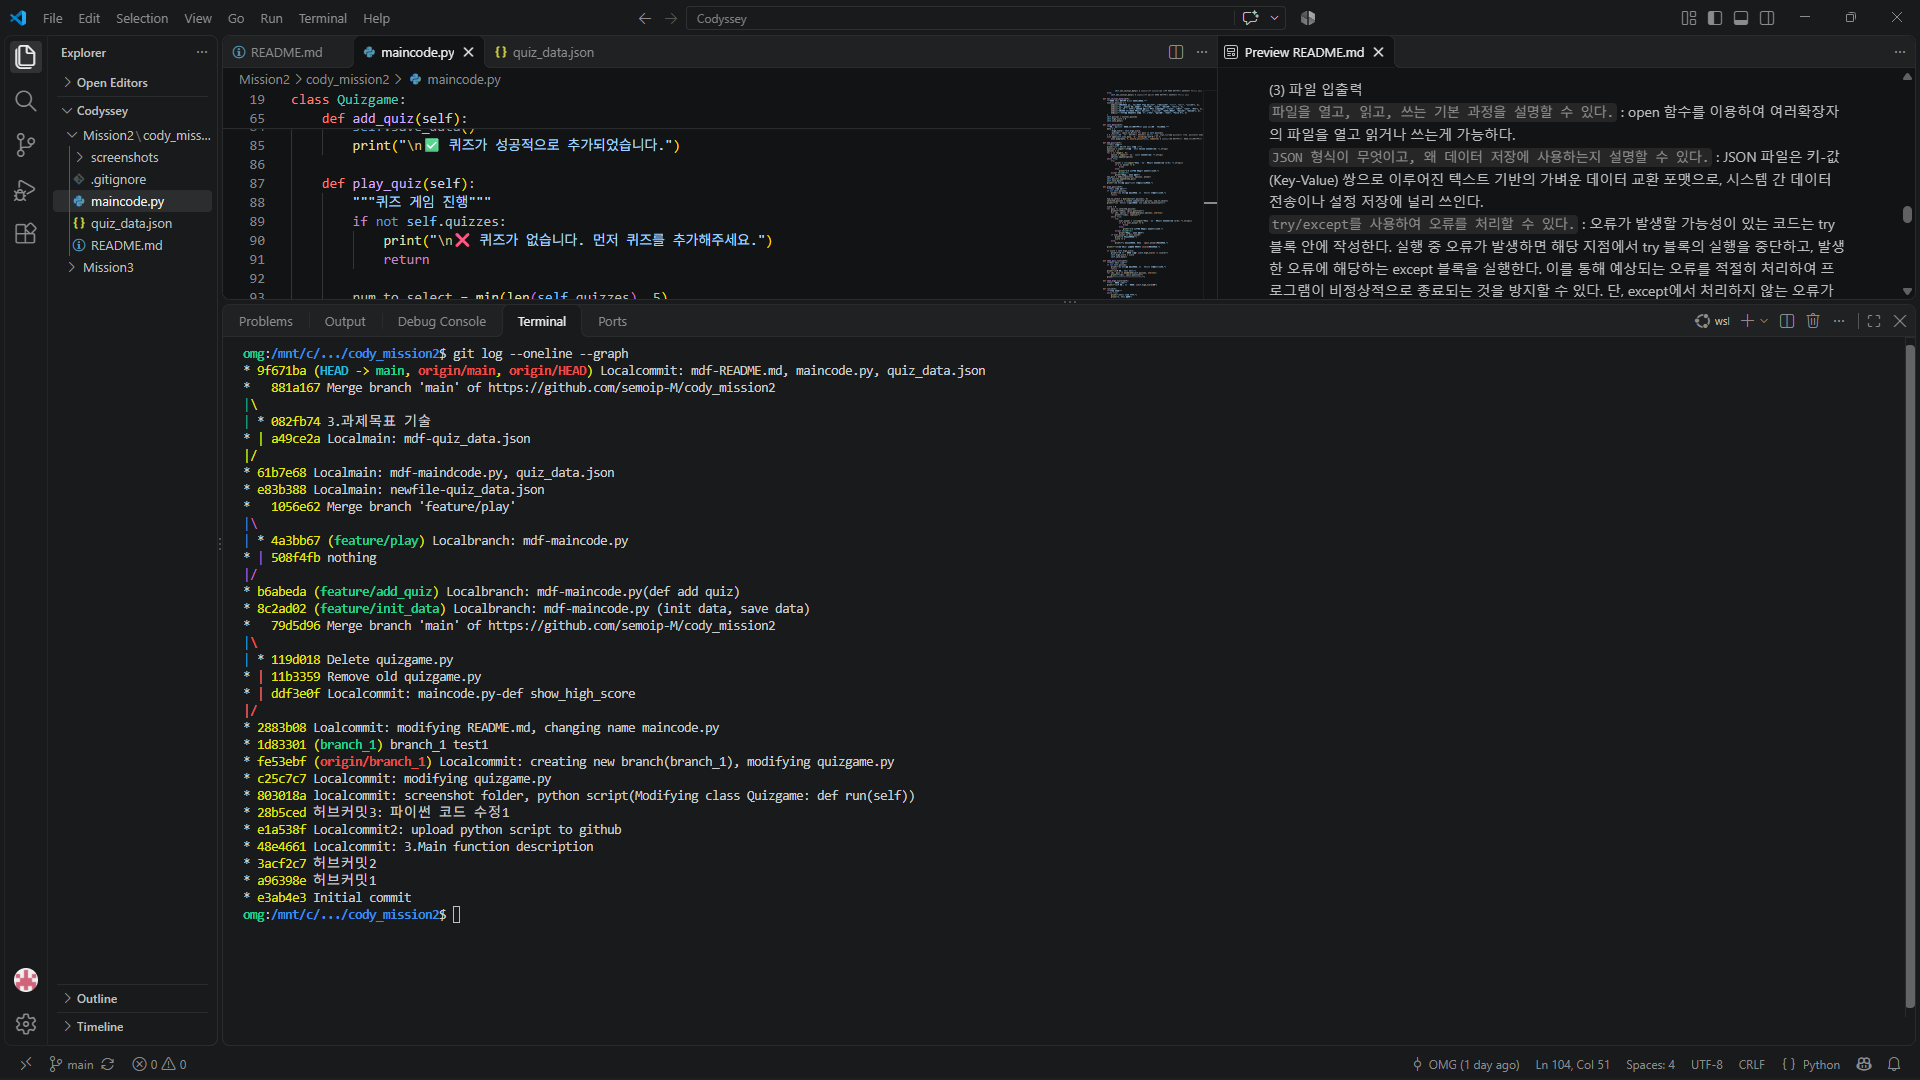 File Edit Selection View Go Run Terminal Help
Codyssey
Explorer
Open Editors
Codyssey
Mission2\cody_miss...
screenshots
.gitignore
maincode.py
quiz_data.json
README.md
Mission3
Outline
Timeline
README.md maincode.py quiz_data.json
Mission2 > cody_mission2 > maincode.py
19 class Quizgame:
65 def add_quiz(self):
85 print("\n✅ 퀴즈가 성공적으로 추가되었습니다.")
86
87 def play_quiz(self):
88 """퀴즈 게임 진행"""
89 if not self.quizzes:
90 print("\n❌ 퀴즈가 없습니다. 먼저 퀴즈를 추가해주세요.")
91 return
92
93 num_to_select = min(len(self.quizzes), 5)
Preview README.md
(3) 파일 입출력
파일을 열고, 읽고, 쓰는 기본 과정을 설명할 수 있다. : open 함수를 이용하여 여러확장자
의 파일을 열고 읽거나 쓰는게 가능하다.
JSON 형식이 무엇이고, 왜 데이터 저장에 사용하는지 설명할 수 있다. : JSON 파일은 키-값
(Key-Value) 쌍으로 이루어진 텍스트 기반의 가벼운 데이터 교환 포맷으로, 시스템 간 데이터
전송이나 설정 저장에 널리 쓰인다.
try/except를 사용하여 오류를 처리할 수 있다. : 오류가 발생할 가능성이 있는 코드는 try
블록 안에 작성한다. 실행 중 오류가 발생하면 해당 지점에서 try 블록의 실행을 중단하고, 발생
한 오류에 해당하는 except 블록을 실행한다. 이를 통해 예상되는 오류를 적절히 처리하여 프
로그램이 비정상적으로 종료되는 것을 방지할 수 있다. 단, except에서 처리하지 않는 오류가
Problems Output Debug Console Terminal Ports
wsl
omg:/mnt/c/.../cody_mission2$ git log --oneline --graph
* 9f671ba (HEAD -> main, origin/main, origin/HEAD) Localcommit: mdf-README.md, maincode.py, quiz_data.json
*   881a167 Merge branch 'main' of https://github.com/semoip-M/cody_mission2
|\
| * 082fb74 3.과제목표 기술
* | a49ce2a Localmain: mdf-quiz_data.json
|/
* 61b7e68 Localmain: mdf-maindcode.py, quiz_data.json
* e83b388 Localmain: newfile-quiz_data.json
*   1056e62 Merge branch 'feature/play'
|\
| * 4a3bb67 (feature/play) Localbranch: mdf-maincode.py
* | 508f4fb nothing
|/
* b6abeda (feature/add_quiz) Localbranch: mdf-maincode.py(def add quiz)
* 8c2ad02 (feature/init_data) Localbranch: mdf-maincode.py (init data, save data)
*   79d5d96 Merge branch 'main' of https://github.com/semoip-M/cody_mission2
|\
| * 119d018 Delete quizgame.py
* | 11b3359 Remove old quizgame.py
* | ddf3e0f Localcommit: maincode.py-def show_high_score
|/
* 2883b08 Loalcommit: modifying README.md, changing name maincode.py
* 1d83301 (branch_1) branch_1 test1
* fe53ebf (origin/branch_1) Localcommit: creating new branch(branch_1), modifying quizgame.py
* c25c7c7 Localcommit: modifying quizgame.py
* 803018a localcommit: screenshot folder, python script(Modifying class Quizgame: def run(self))
* 28b5ced 허브커밋3: 파이썬 코드 수정1
* e1a538f Localcommit2: upload python script to github
* 48e4661 Localcommit: 3.Main function description
* 3acf2c7 허브커밋2
* a96398e 허브커밋1
* e3ab4e3 Initial commit
omg:/mnt/c/.../cody_mission2$
main 0 0 OMG (1 day ago) Ln 104, Col 51 Spaces: 4 UTF-8 CRLF {} Python